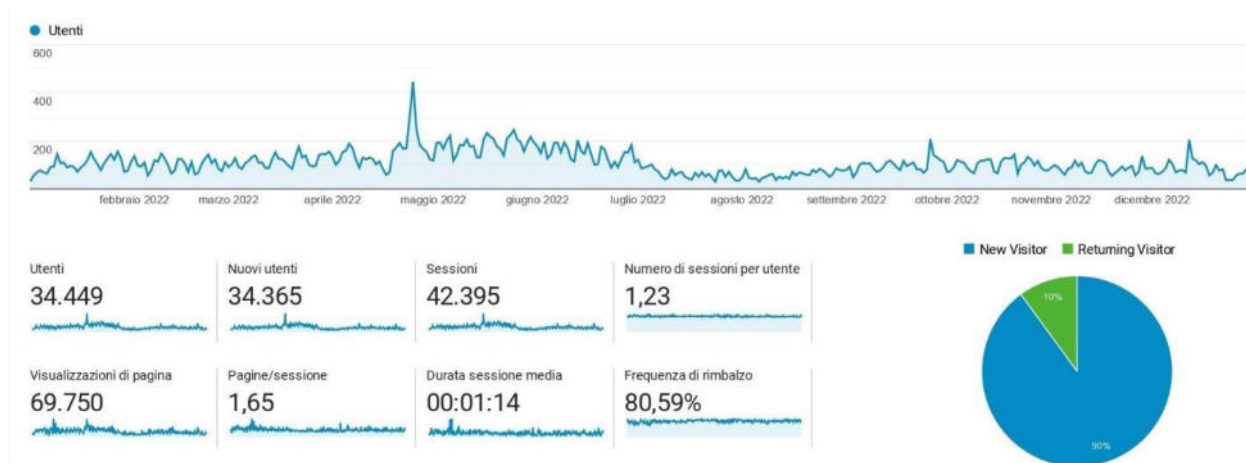 Utenti
600
400
200
febbraio 2022 marzo 2022 aprile 2022 maggio 2022 giugno 2022 luglio 2022 agosto 2022 settembre 2022 ottobre 2022 novembre 2022 dicembre 2022
New Visitor Returning Visitor
Utenti Nuovi utenti Sessioni Numero di sessioni per utente
34.449 34.365 42.395 1,23
10%
Visualizzazioni di pagina Pagine/sessione Durata sessione media Frequenza di rimbalzo
69.750 1,65 00:01:14 80,59%
90%